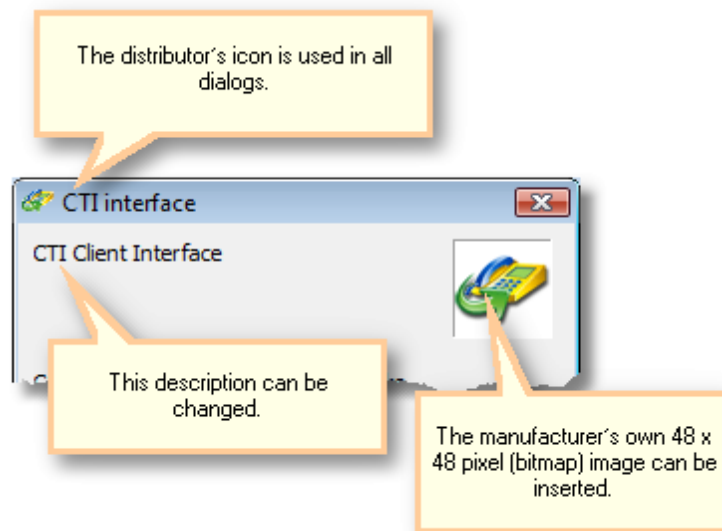 The distributor´s icon is used in all
dialogs.
CTI interface
CTI Client Interface
This description can be
changed.
The manufacturer´s own 48 x
48 pixel (bitmap) image can be
inserted.